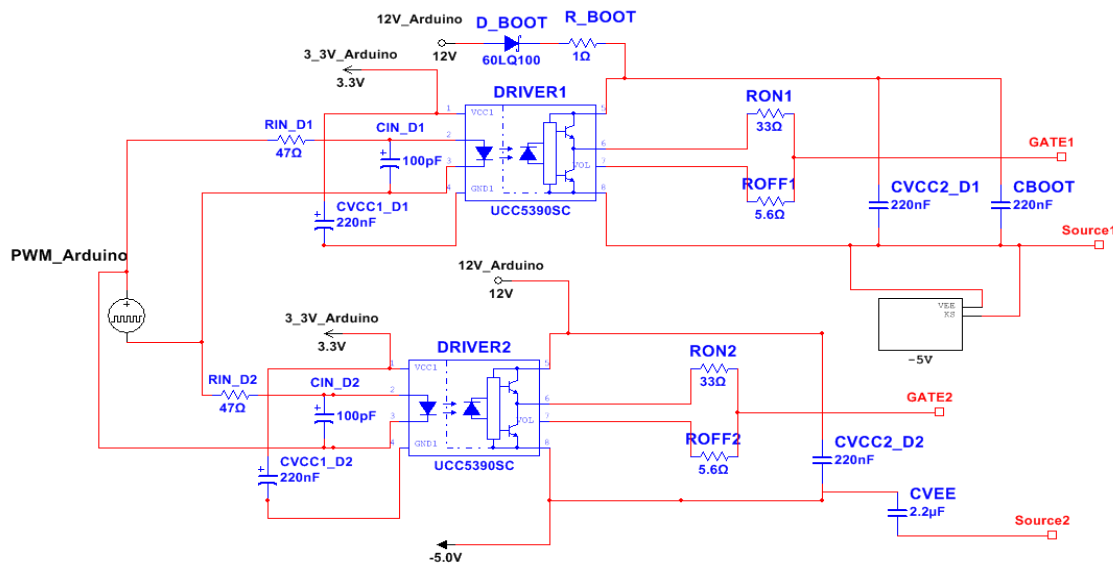 12V_Arduino
D_BOOT
R_BOOT
12V
60LQ100
1Ω
3_3V_Arduino
3.3V
DRIVER1
1
VCC1
5
RON1
33Ω
RIN_D1
47Ω
CIN_D1
100pF
2
6
3
VOL
7
GATE1
4
GND1
8
ROFF1
5.6Ω
UCC5390SC
CVCC1_D1
220nF
CVCC2_D1
220nF
CBOOT
220nF
Source1
PWM_Arduino
12V_Arduino
12V
VEE
KS
-5V
3_3V_Arduino
3.3V
DRIVER2
1
VCC1
5
RON2
33Ω
RIN_D2
47Ω
CIN_D2
100pF
2
6
3
VOL
7
GATE2
4
GND1
8
ROFF2
5.6Ω
UCC5390SC
CVCC1_D2
220nF
CVCC2_D2
220nF
CVEE
2.2µF
Source2
-5.0V